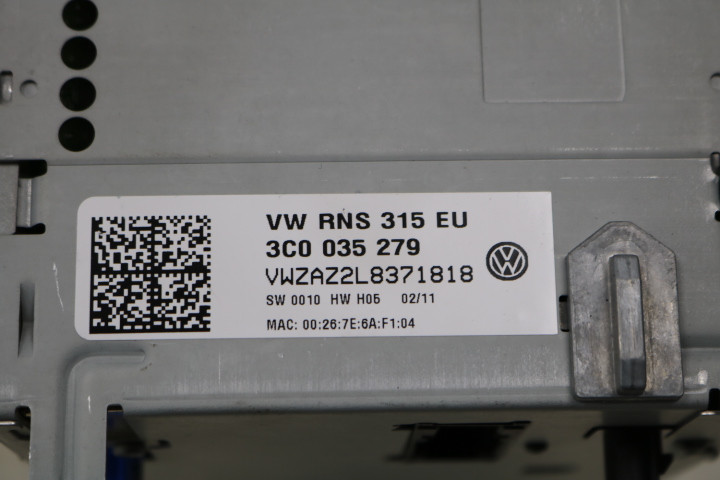 VW RNS 315 EU
3C0 035 279
VWZAZ2L8371818
SW 0010 HW H05 02/11
MAC: 00:26:7E:6A:F1:04